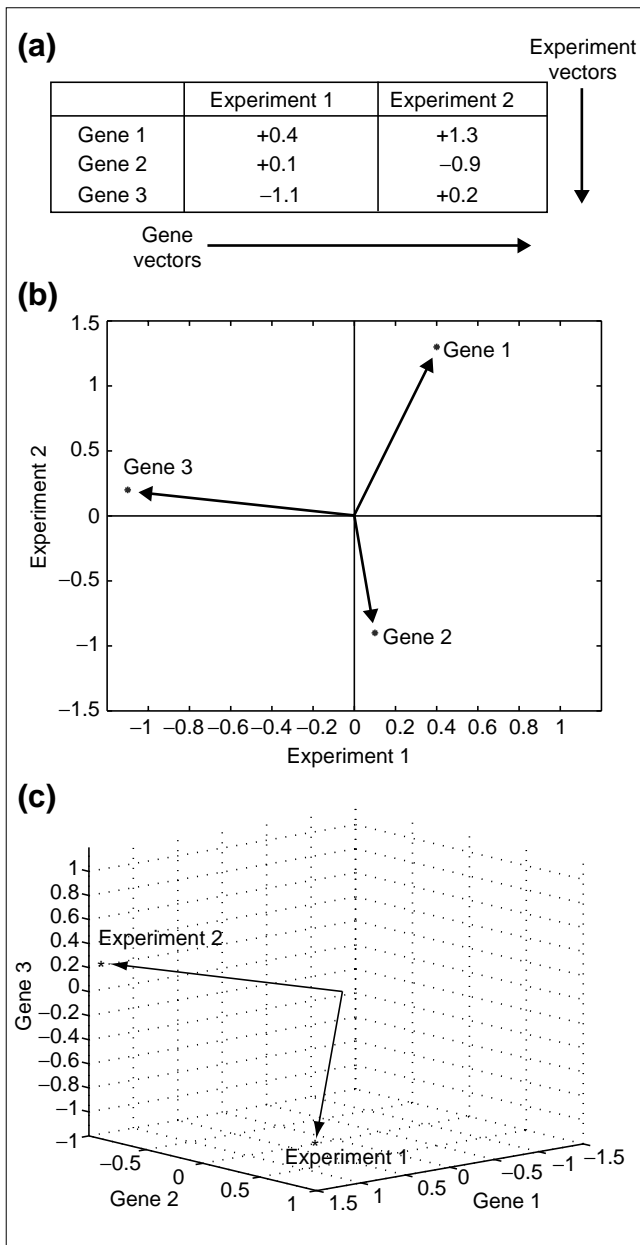 (a)
Experiment
vectors
Experiment 1 Experiment 2
Gene 1 +0.4 +1.3
Gene 2 +0.1 −0.9
Gene 3 −1.1 +0.2
Gene
vectors
(b)
1.5
1
0.5
0
−0.5
−1
−1.5
Experiment 2
Gene 1
Gene 3
Gene 2
−1 −0.8 −0.6 −0.4 −0.2 0 0.2 0.4 0.6 0.8 1
Experiment 1
(c)
1
0.8
0.6
0.4
0.2
0
−0.2
−0.4
−0.6
−0.8
−1
Gene 3
Experiment 2
*
Experiment 1
*
−1 −0.5 0 0.5 1
Gene 2
1.5 1 0.5 0 −0.5 −1 −1.5
Gene 1